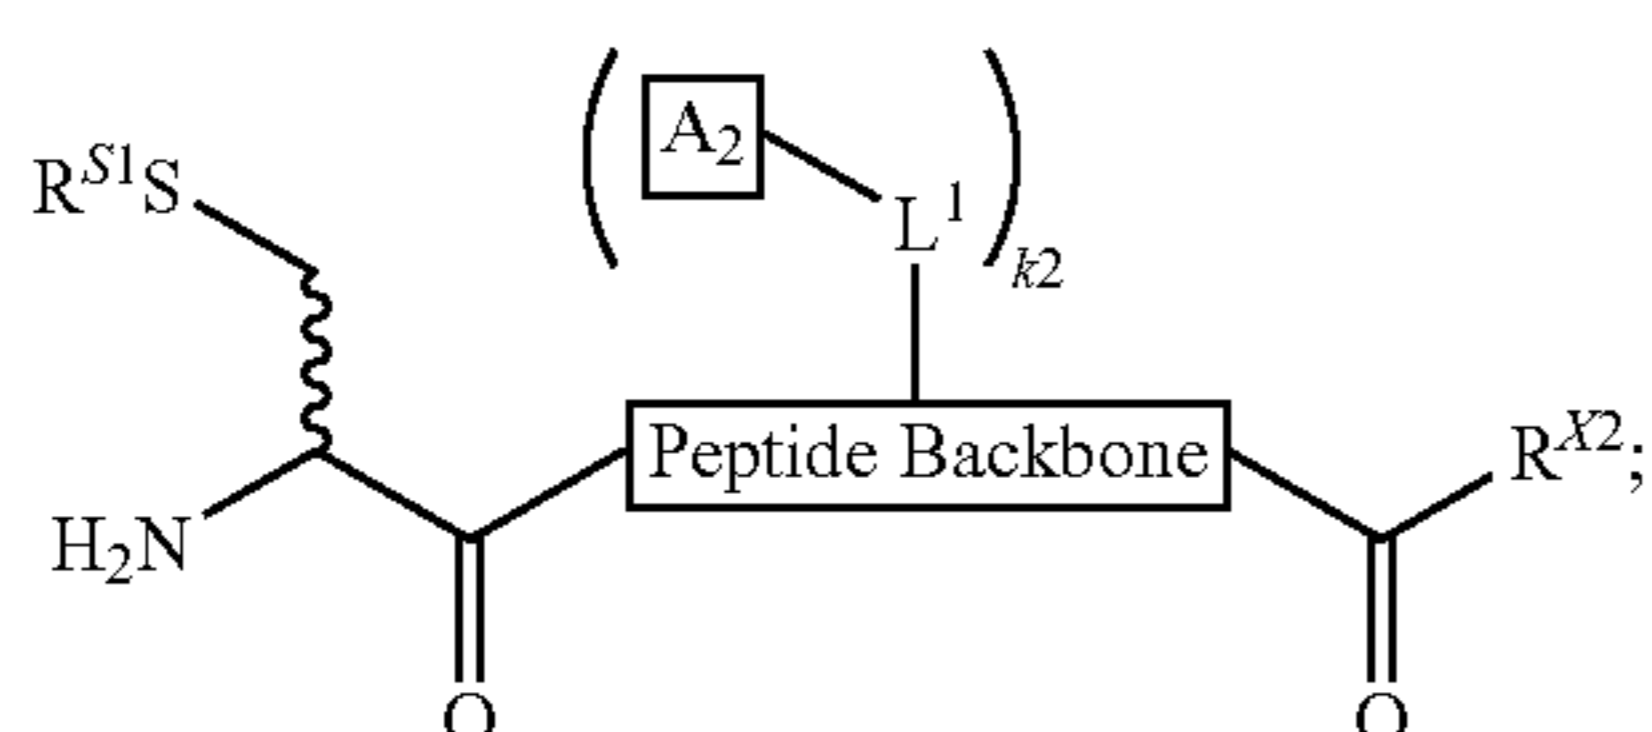 A₂
Rˢ¹S
L¹
k2
Peptide Backbone
Rˣ²;
H₂N
O
O